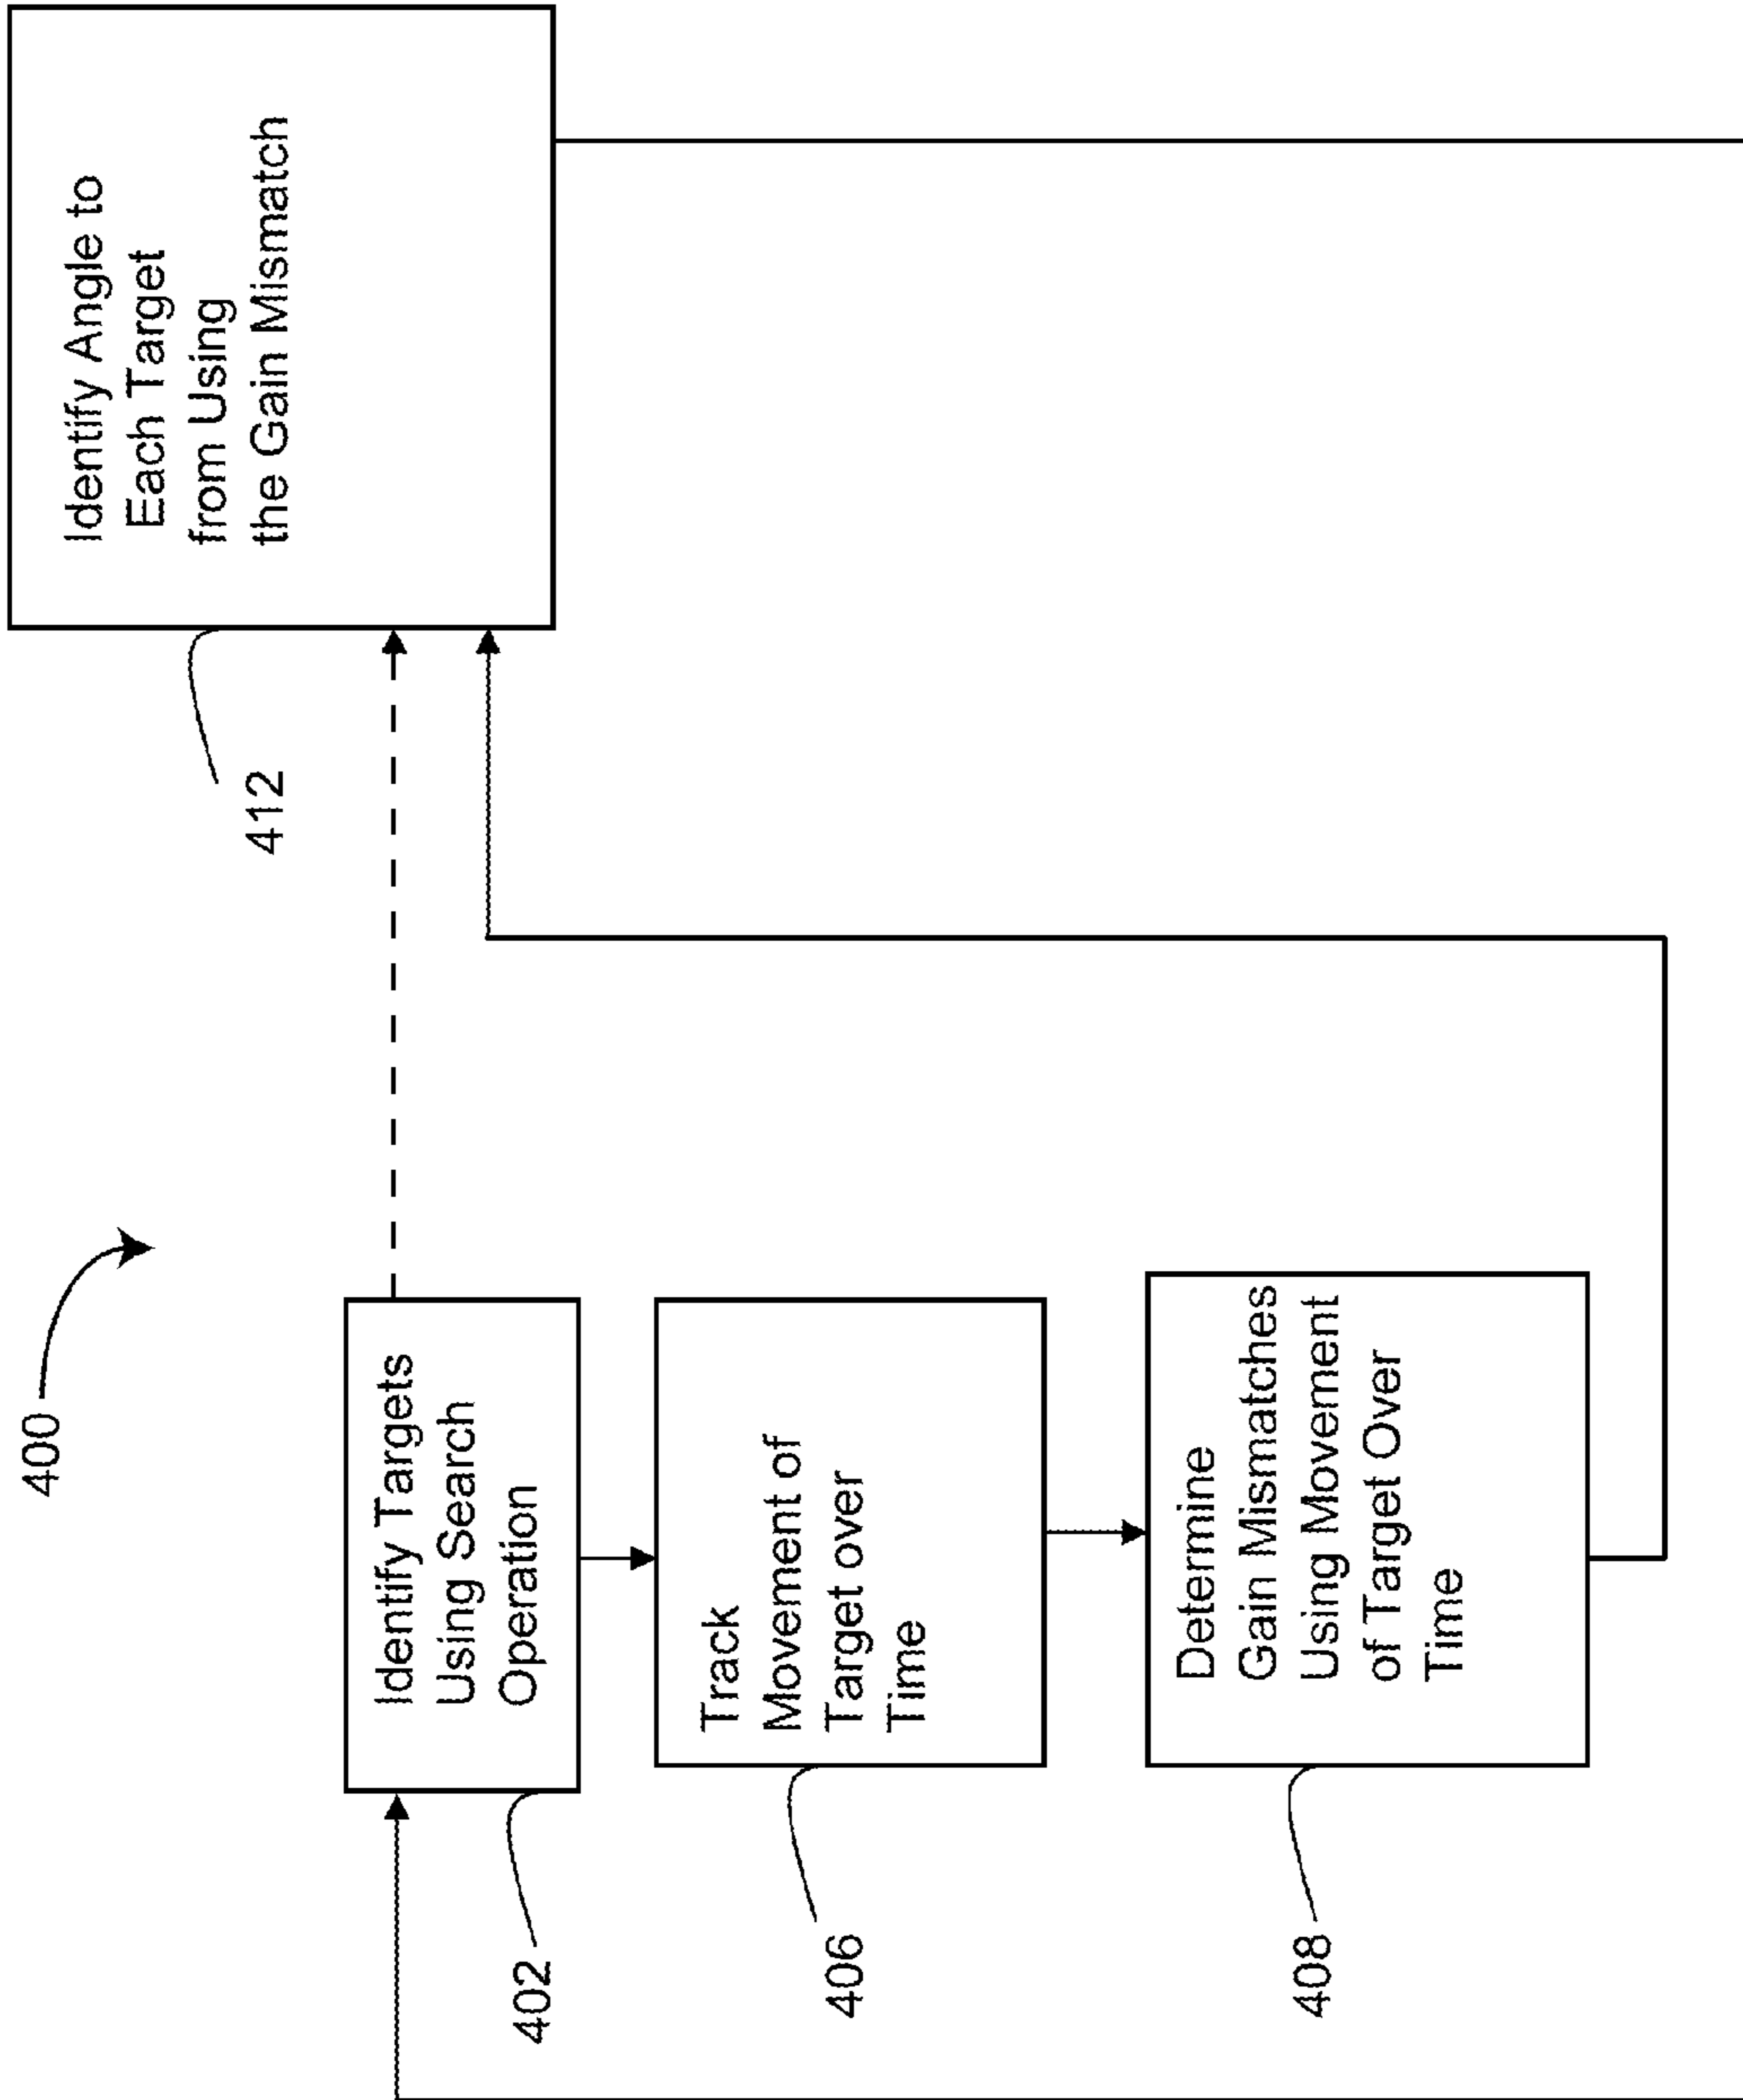 400
402
Identify Targets
Using Search
Operation
406
Track
Movement of
Target over
Time
408
Determine
Gain Mismatches
Using Movement
of Target Over
Time
412
Identify Angle to
Each Target
from Using
the Gain Mismatch